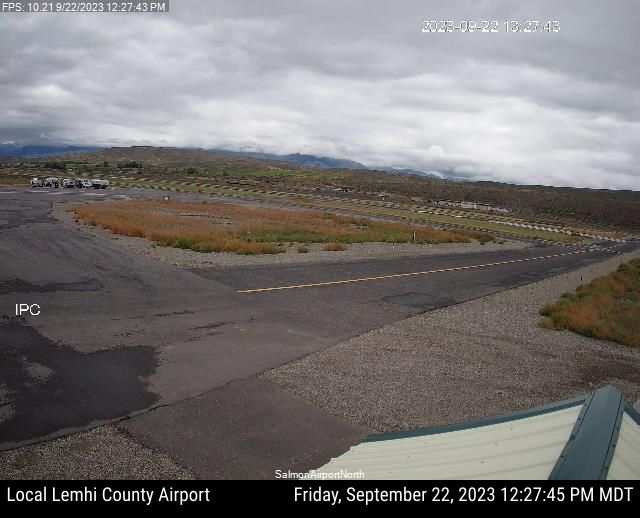 FPS: 10.21 9/22/2023 12:27:43 PM
2023-09-22 13:27:43
IPC
SalmonAirportNorth
Local Lemhi County Airport
Friday, September 22, 2023 12:27:45 PM MDT